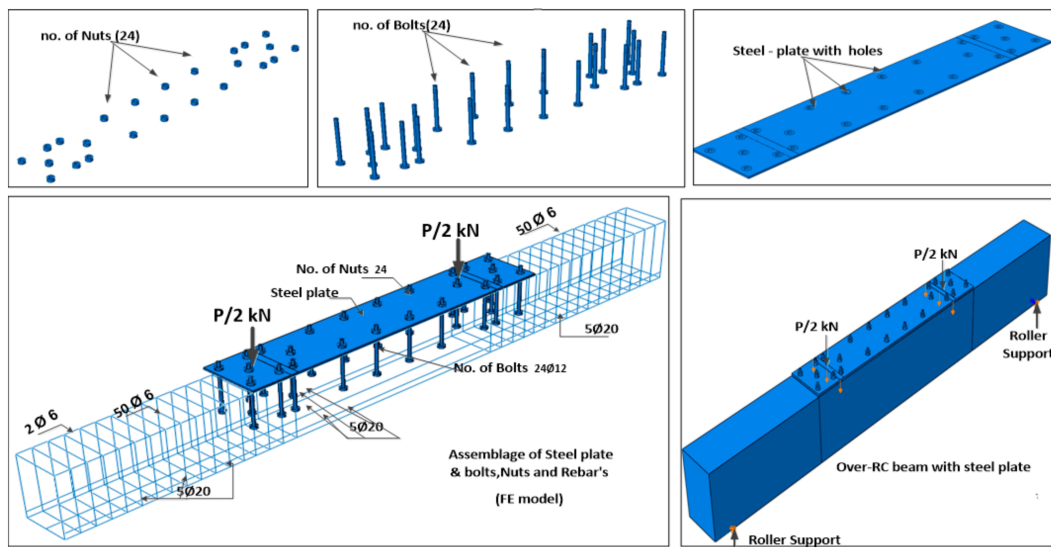 no. of Nuts (24)
no. of Bolts(24)
Steel - plate with holes
P/2 kN
50 Ø 6
No. of Nuts 24
Steel plate
P/2 kN
5Ø20
No. of Bolts 24Ø12
2 Ø 6
50 Ø 6
5Ø20
5Ø20
Assemblage of Steel plate
& bolts,Nuts and Rebar's
(FE model)
P/2 kN
P/2 kN
Roller
Support
Over-RC beam with steel plate
Roller Support